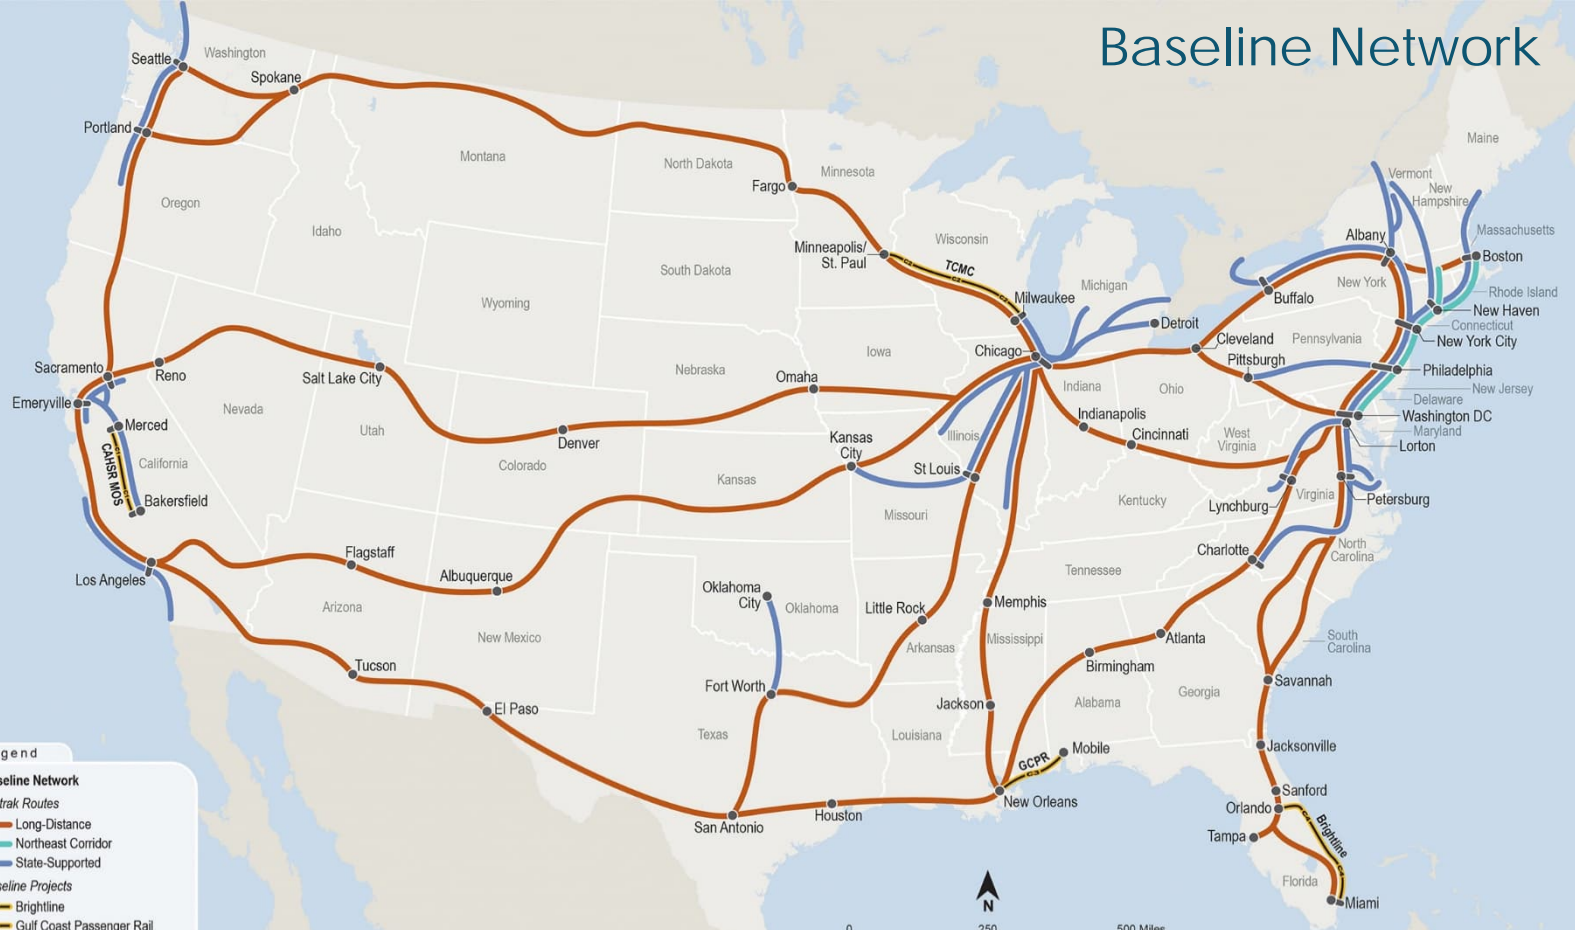 Baseline Network
Seattle
Washington
Spokane
Portland
Oregon
Idaho
Montana
North Dakota
Fargo
Minnesota
Minneapolis/
St. Paul
Wisconsin
TCMC
Milwaukee
Michigan
Detroit
South Dakota
Wyoming
Iowa
Chicago
Cleveland
Pittsburgh
Pennsylvania
Buffalo
New York
Albany
Vermont
New
Hampshire
Maine
Massachusetts
Boston
Rhode Island
New Haven
Connecticut
New York City
Philadelphia
New Jersey
Delaware
Washington DC
Maryland
Lorton
Sacramento
Reno
Emeryville
Merced
Nevada
California
CAHSR MOS
Bakersfield
Los Angeles
Salt Lake City
Utah
Denver
Colorado
Nebraska
Omaha
Kansas
City
Kansas
St Louis
Illinois
Missouri
Indiana
Ohio
Indianapolis
Cincinnati
West
Virginia
Kentucky
Lynchburg
Virginia
Petersburg
Charlotte
North
Carolina
Tennessee
South
Carolina
Flagstaff
Arizona
Albuquerque
New Mexico
Tucson
El Paso
Oklahoma
City
Oklahoma
Little Rock
Arkansas
Memphis
Mississippi
Atlanta
Birmingham
Alabama
Georgia
Savannah
Fort Worth
Texas
Louisiana
Jackson
GCPR
Mobile
New Orleans
Houston
San Antonio
Jacksonville
Sanford
Orlando
Tampa
Brightline
Florida
Miami
gend
seline Network
trak Routes
Long-Distance
Northeast Corridor
State-Supported
seline Projects
Brightline
Gulf Coast Passenger Rail
N
0 250 500 Miles